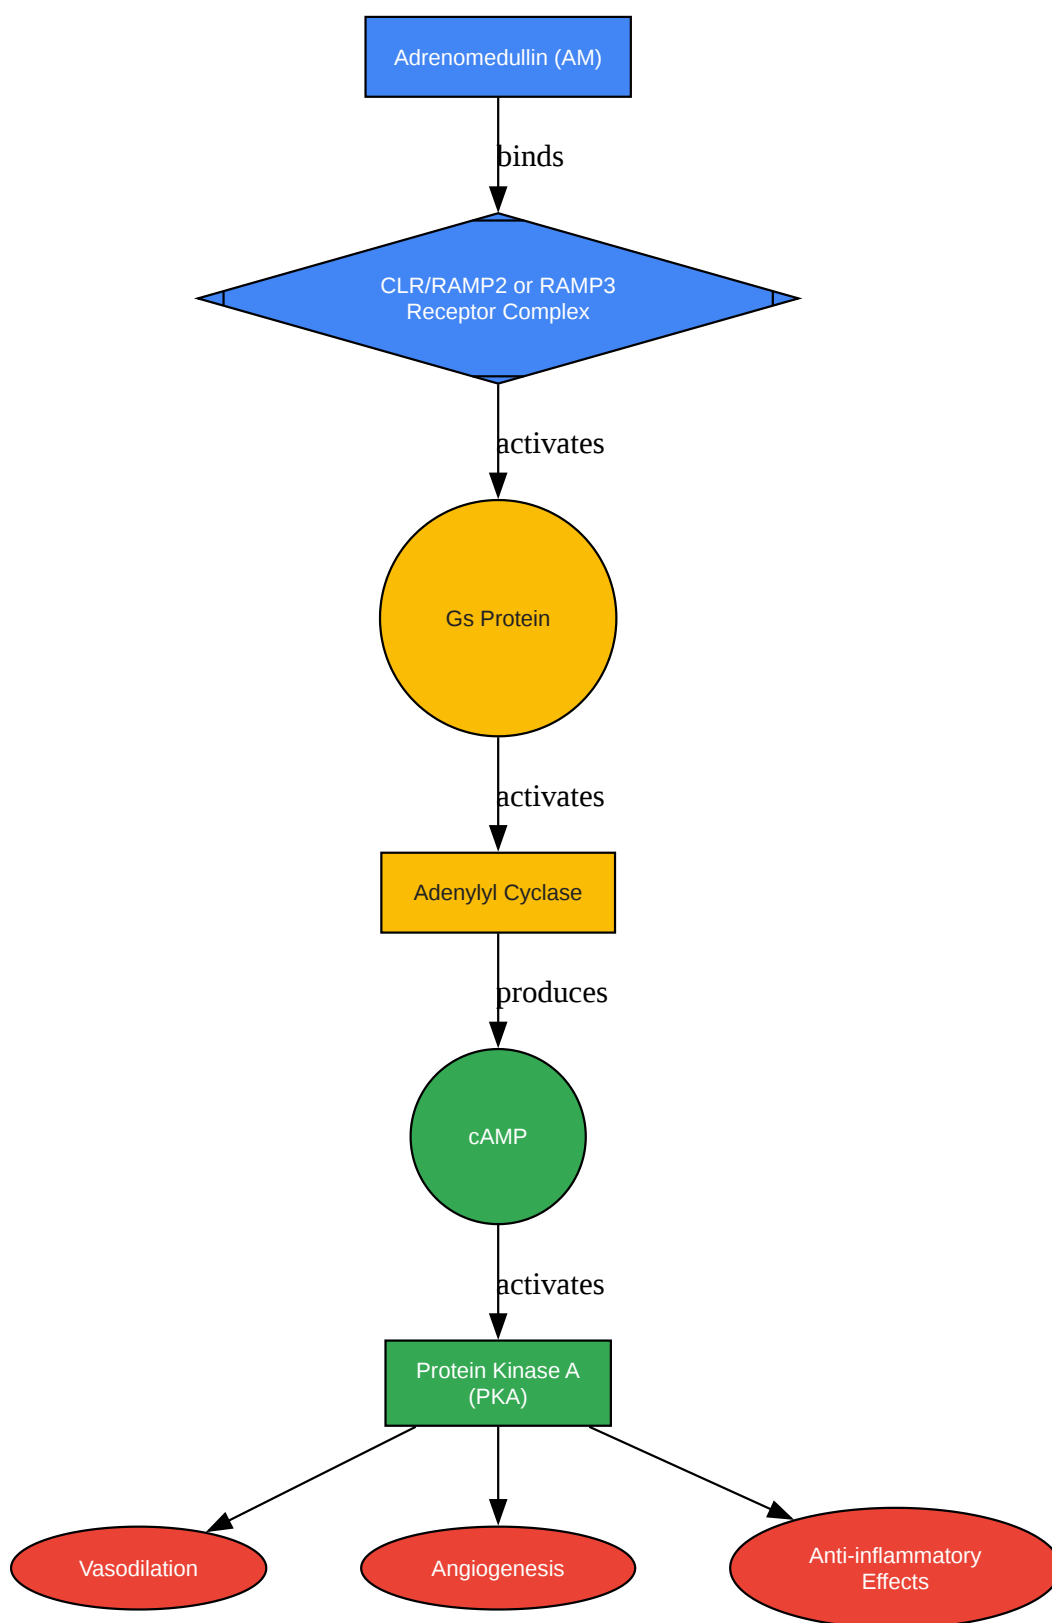 Adrenomedullin (AM)
binds
CLR/RAMP2 or RAMP3
Receptor Complex
activates
Gs Protein
activates
Adenylyl Cyclase
produces
cAMP
activates
Protein Kinase A
(PKA)
Vasodilation
Angiogenesis
Anti-inflammatory
Effects